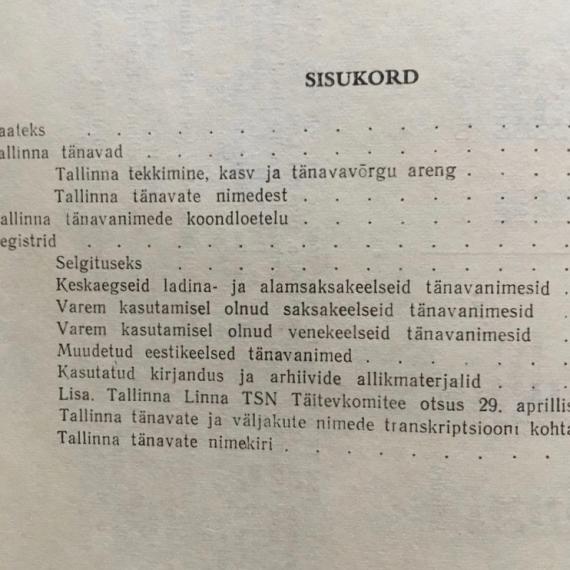 SISUKORD
aateks . . . . . . . . . . . . . . .
allinna tänavad . . . . . . . . . . . . .
Tallinna tekkimine, kasv ja tänavavõrgu areng . . . .
Tallinna tänavate nimedest . . . . . . . . .
allinna tänavanimede koondloetelu . . . . . . . . .
egistrid . . . . . . . . . . . . . . .
Selgituseks . . . . . . . . . . . . .
Keskaegseid ladina- ja alamsaksakeelseid tänavanimesid .
Varem kasutamisel olnud saksakeelseid tänavanimesid .
Varem kasutamisel olnud venekeelseid tänavanimesid .
Muudetud eestikeelsed tänavanimed . . . . . . .
Kasutatud kirjandus ja arhiivide allikmaterjalid . . .
Lisa. Tallinna Linna TSN Täitevkomitee otsus 29. aprillis
Tallinna tänavate ja väljakute nimede transkriptsiooni kohta
Tallinna tänavate nimekiri . . . . . . . . .